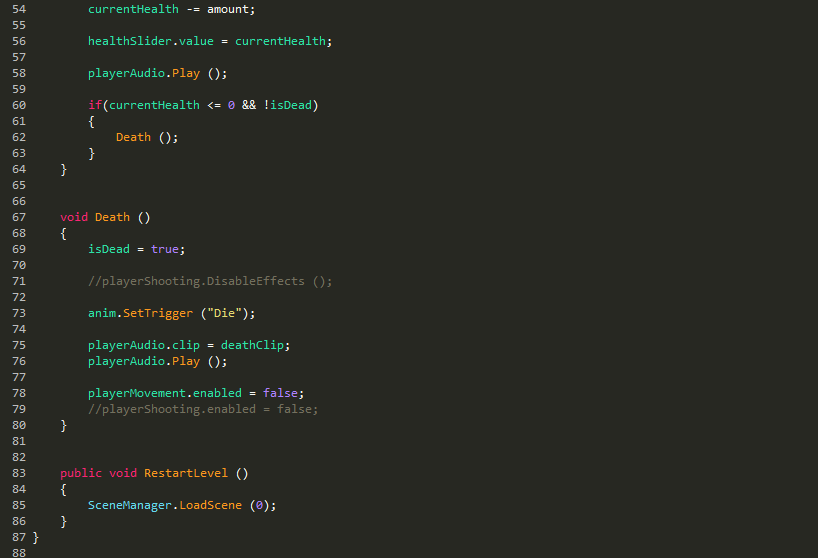 54 currentHealth -= amount;
55
56 healthSlider.value = currentHealth;
57
58 playerAudio.Play ();
59
60 if(currentHealth <= 0 && !isDead)
61 {
62 Death ();
63 }
64 }
65
66
67 void Death ()
68 {
69 isDead = true;
70
71 //playerShooting.DisableEffects ();
72
73 anim.SetTrigger ("Die");
74
75 playerAudio.clip = deathClip;
76 playerAudio.Play ();
77
78 playerMovement.enabled = false;
79 //playerShooting.enabled = false;
80 }
81
82
83 public void RestartLevel ()
84 {
85 SceneManager.LoadScene (0);
86 }
87 }
88